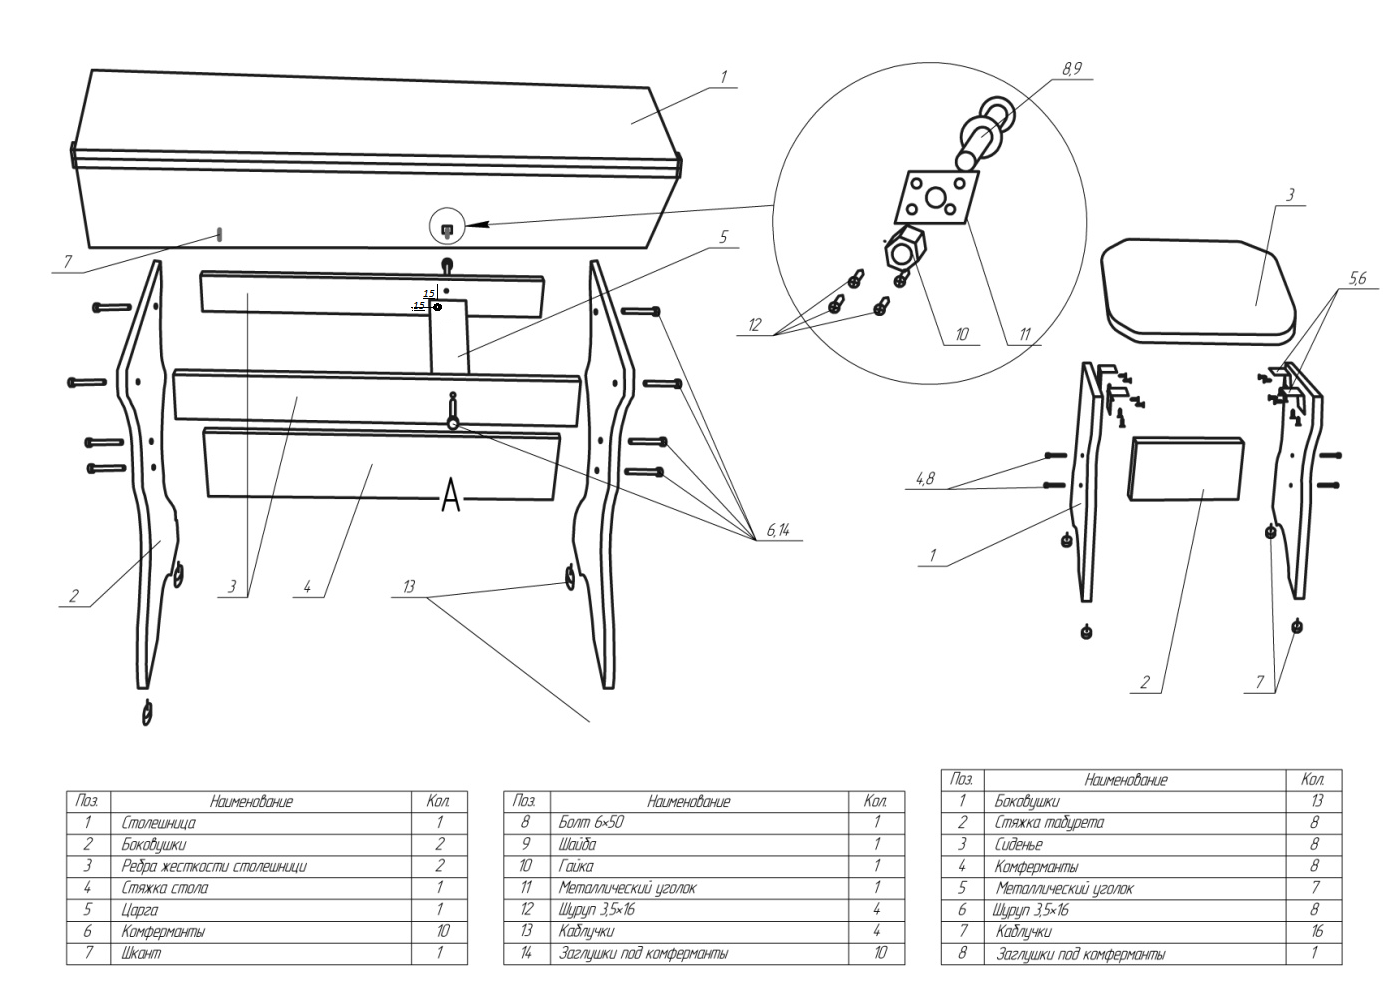 1
8,9
3
5
7
5,6
15
15
12
10
11
4,8
A
6,14
1
2
3
4
13
2
7
Поз.
Наименование
Кол.
1
Столешница
1
2
Боковушки
2
3
Ребра жесткости столешници
2
4
Стяжка стола
1
5
Царга
1
6
Комферманты
10
7
Шкант
1
Поз.
Наименование
Кол.
8
Болт 6×50
1
9
Шайба
1
10
Гайка
1
11
Металлический уголок
1
12
Шуруп 3,5×16
4
13
Каблучки
4
14
Заглушки под комферманты
10
Поз.
Наименование
Кол.
1
Боковушки
13
2
Стяжка табурета
8
3
Сиденье
8
4
Комферманты
8
5
Металлический уголок
7
6
Шуруп 3,5×16
8
7
Каблучки
16
8
Заглушки под комферманты
1